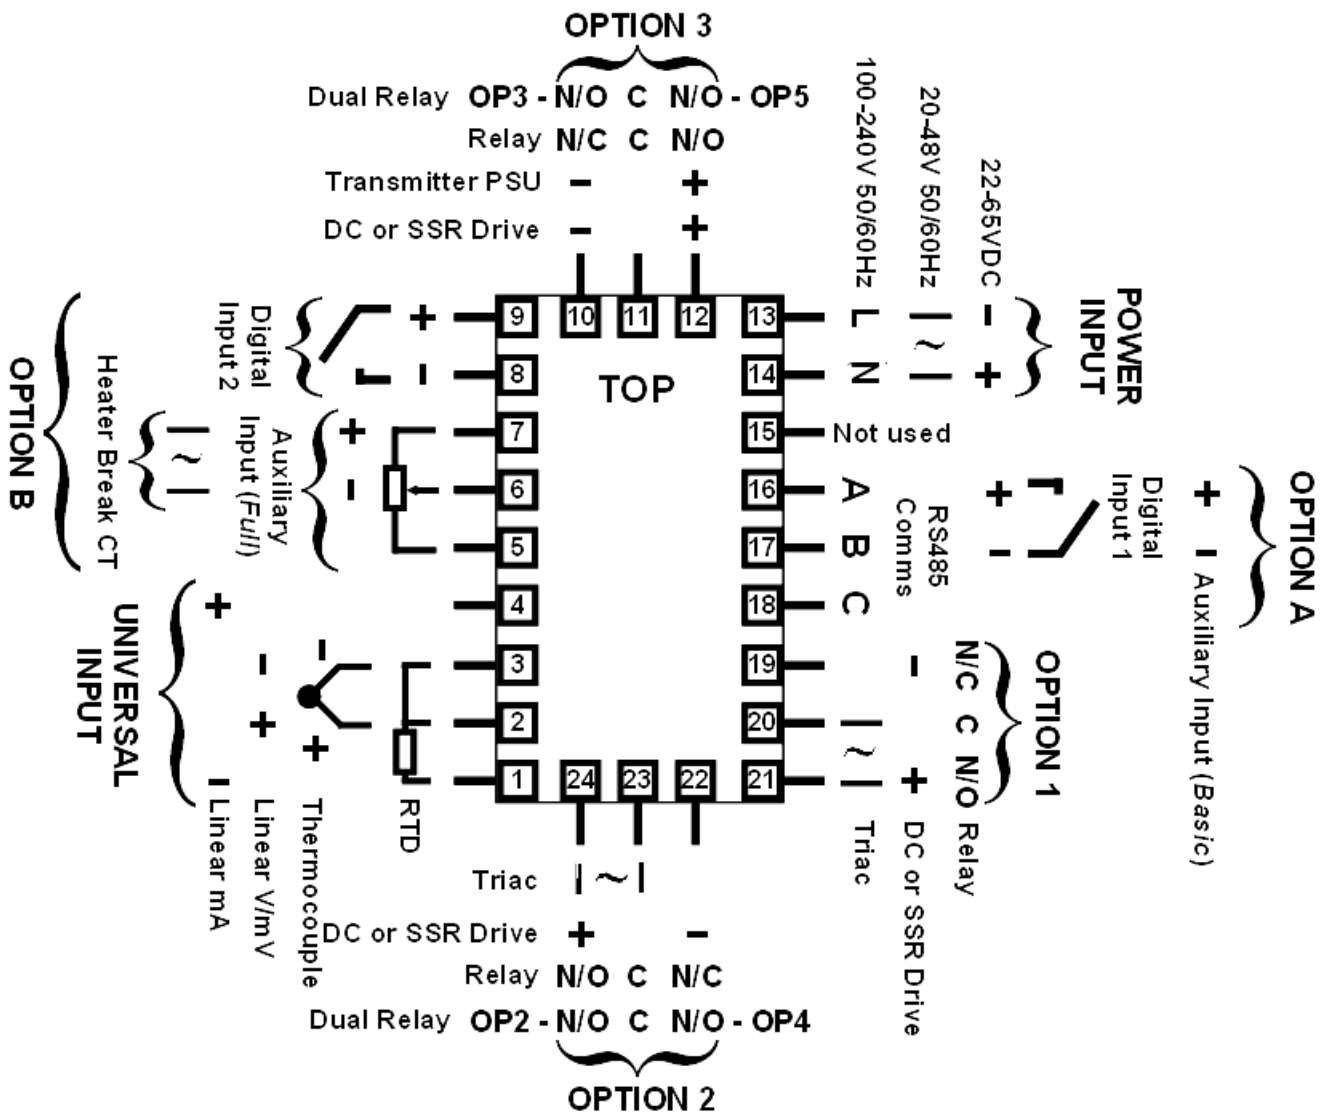 OPTION 3
Dual Relay OP3 - N/O C N/O - OP5
Relay N/C C N/O
Transmitter PSU - +
DC or SSR Drive - +
100-240V 50/60Hz
20-48V 50/60Hz
22-65VDC
POWER
INPUT
L ~ -
N +
9 10 11 12 13
8 TOP 14
7 15 Not used
6 16 A
5 17 B
4 18 C
3 19
2 20
1 24 23 22 21
OPTION B
Digital
Input 2
+
-
Heater Break CT
~
Auxiliary
Input (Full)
+
-
UNIVERSAL
INPUT
+
- Linear mA
-
+ Linear V/mV
-
+
Thermocouple
RTD
RS485
Comms
+
-
Digital
Input 1
+
- Auxiliary Input (Basic)
OPTION A
OPTION 1
N/C C N/O Relay
- + DC or SSR Drive
~ Triac
Triac ~
DC or SSR Drive + -
Relay N/O C N/C
Dual Relay OP2 - N/O C N/O - OP4
OPTION 2